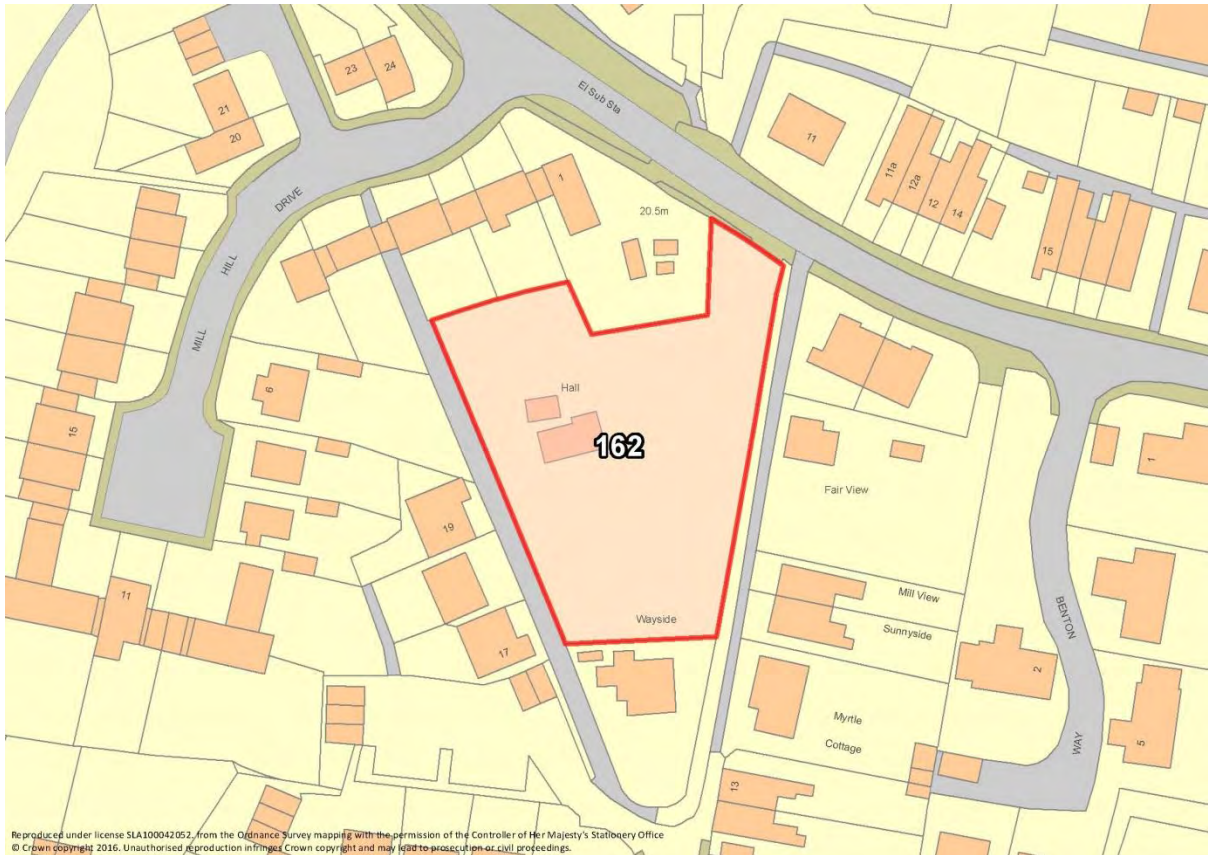 23
24
21
20
El Sub Sta
11
11a
12a
12
14
15
1
20.5m
DRIVE
HILL
MILL
Hall
162
6
15
Fair View
1
19
Mill View
Sunnyside
BENTON
WAY
11
17
Wayside
2
Myrtle
Cottage
5
13
Reproduced under license SLA100042052, from the Ordnance Survey mapping with the permission of the Controller of Her Majesty's Stationery Office
© Crown copyright 2016. Unauthorised reproduction infringes Crown copyright and may lead to prosecution or civil proceedings.